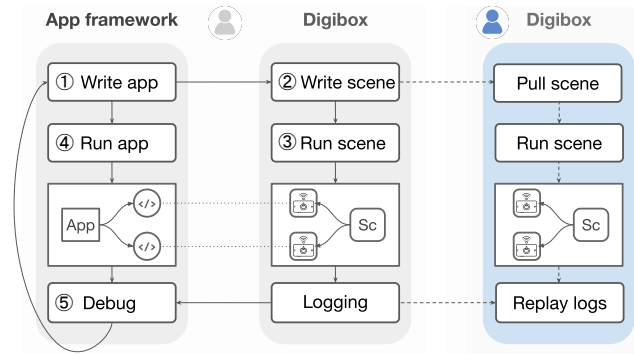 App framework
Digibox
Digibox
① Write app
② Write scene
Pull scene
④ Run app
③ Run scene
Run scene
</>
App
Sc
Sc
</>
⑤ Debug
Logging
Replay logs